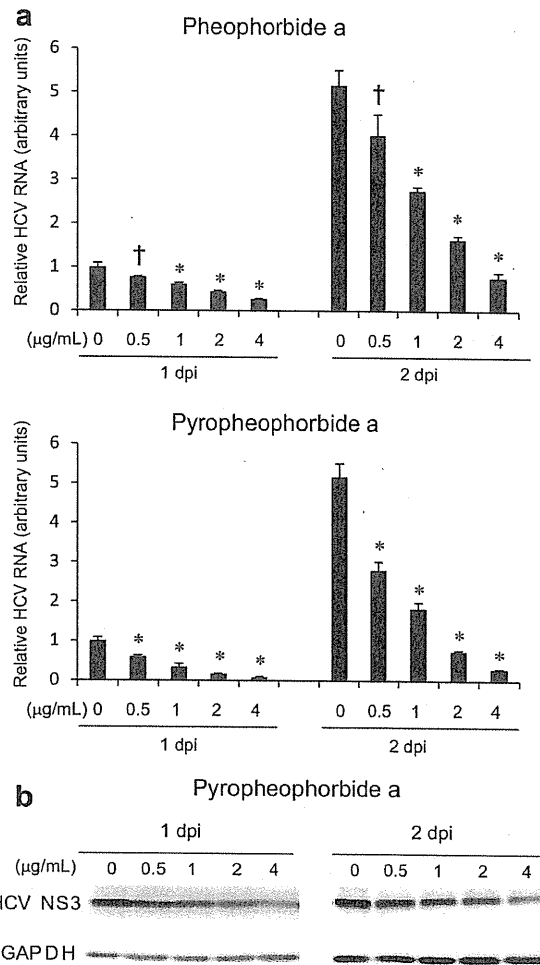 a
Pheophorbide a
Relative HCV RNA (arbitrary units)
6
5
4
3
2
1
0
†
*
*
*
†
*
*
*
(μg/mL) 0 0.5 1 2 4 0 0.5 1 2 4
1 dpi 2 dpi
Pyropheophorbide a
Relative HCV RNA (arbitrary units)
6
5
4
3
2
1
0
*
*
*
*
*
*
*
*
(μg/mL) 0 0.5 1 2 4 0 0.5 1 2 4
1 dpi 2 dpi
b
Pyropheophorbide a
1 dpi 2 dpi
(μg/mL) 0 0.5 1 2 4 0 0.5 1 2 4
HCV NS3
GAPDH